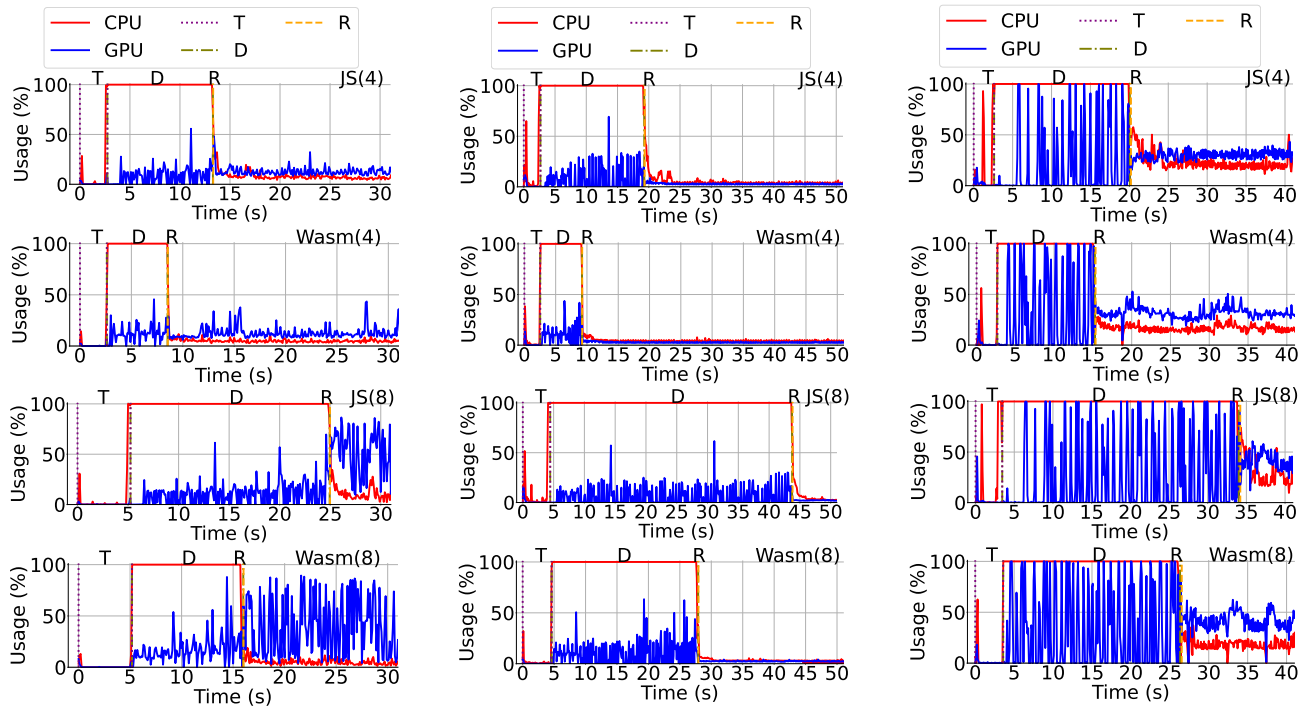 CPU T R
GPU D
CPU T R
GPU D
CPU T R
GPU D
T D R JS(4)
100
50
0
Usage (%)
0 5 10 15 20 25 30
Time (s)
T D R JS(4)
100
50
0
Usage (%)
0 5 10 15 20 25 30 35 40 45 50
Time (s)
T D R JS(4)
100
50
0
Usage (%)
0 5 10 15 20 25 30 35 40
Time (s)
T D R Wasm(4)
100
50
0
Usage (%)
0 5 10 15 20 25 30
Time (s)
T D R Wasm(4)
100
50
0
Usage (%)
0 5 10 15 20 25 30 35 40 45 50
Time (s)
T D R Wasm(4)
100
50
0
Usage (%)
0 5 10 15 20 25 30 35 40
Time (s)
T D R JS(8)
100
50
0
Usage (%)
0 5 10 15 20 25 30
Time (s)
T D R JS(8)
100
50
0
Usage (%)
0 5 10 15 20 25 30 35 40 45 50
Time (s)
T D R JS(8)
100
50
0
Usage (%)
0 5 10 15 20 25 30 35 40
Time (s)
T D R Wasm(8)
100
50
0
Usage (%)
0 5 10 15 20 25 30
Time (s)
T D R Wasm(8)
100
50
0
Usage (%)
0 5 10 15 20 25 30 35 40 45 50
Time (s)
T D R Wasm(8)
100
50
0
Usage (%)
0 5 10 15 20 25 30 35 40
Time (s)